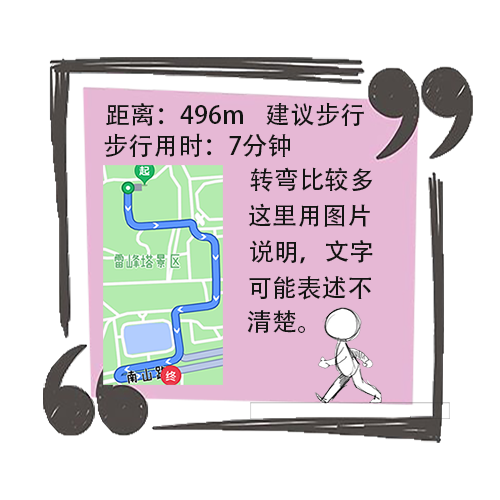 距离：496m 建议步行
步行用时：7分钟
起
转弯比较多
这里用图片
说明，文字
可能表述不
清楚。
雷峰塔景区
南山路
终